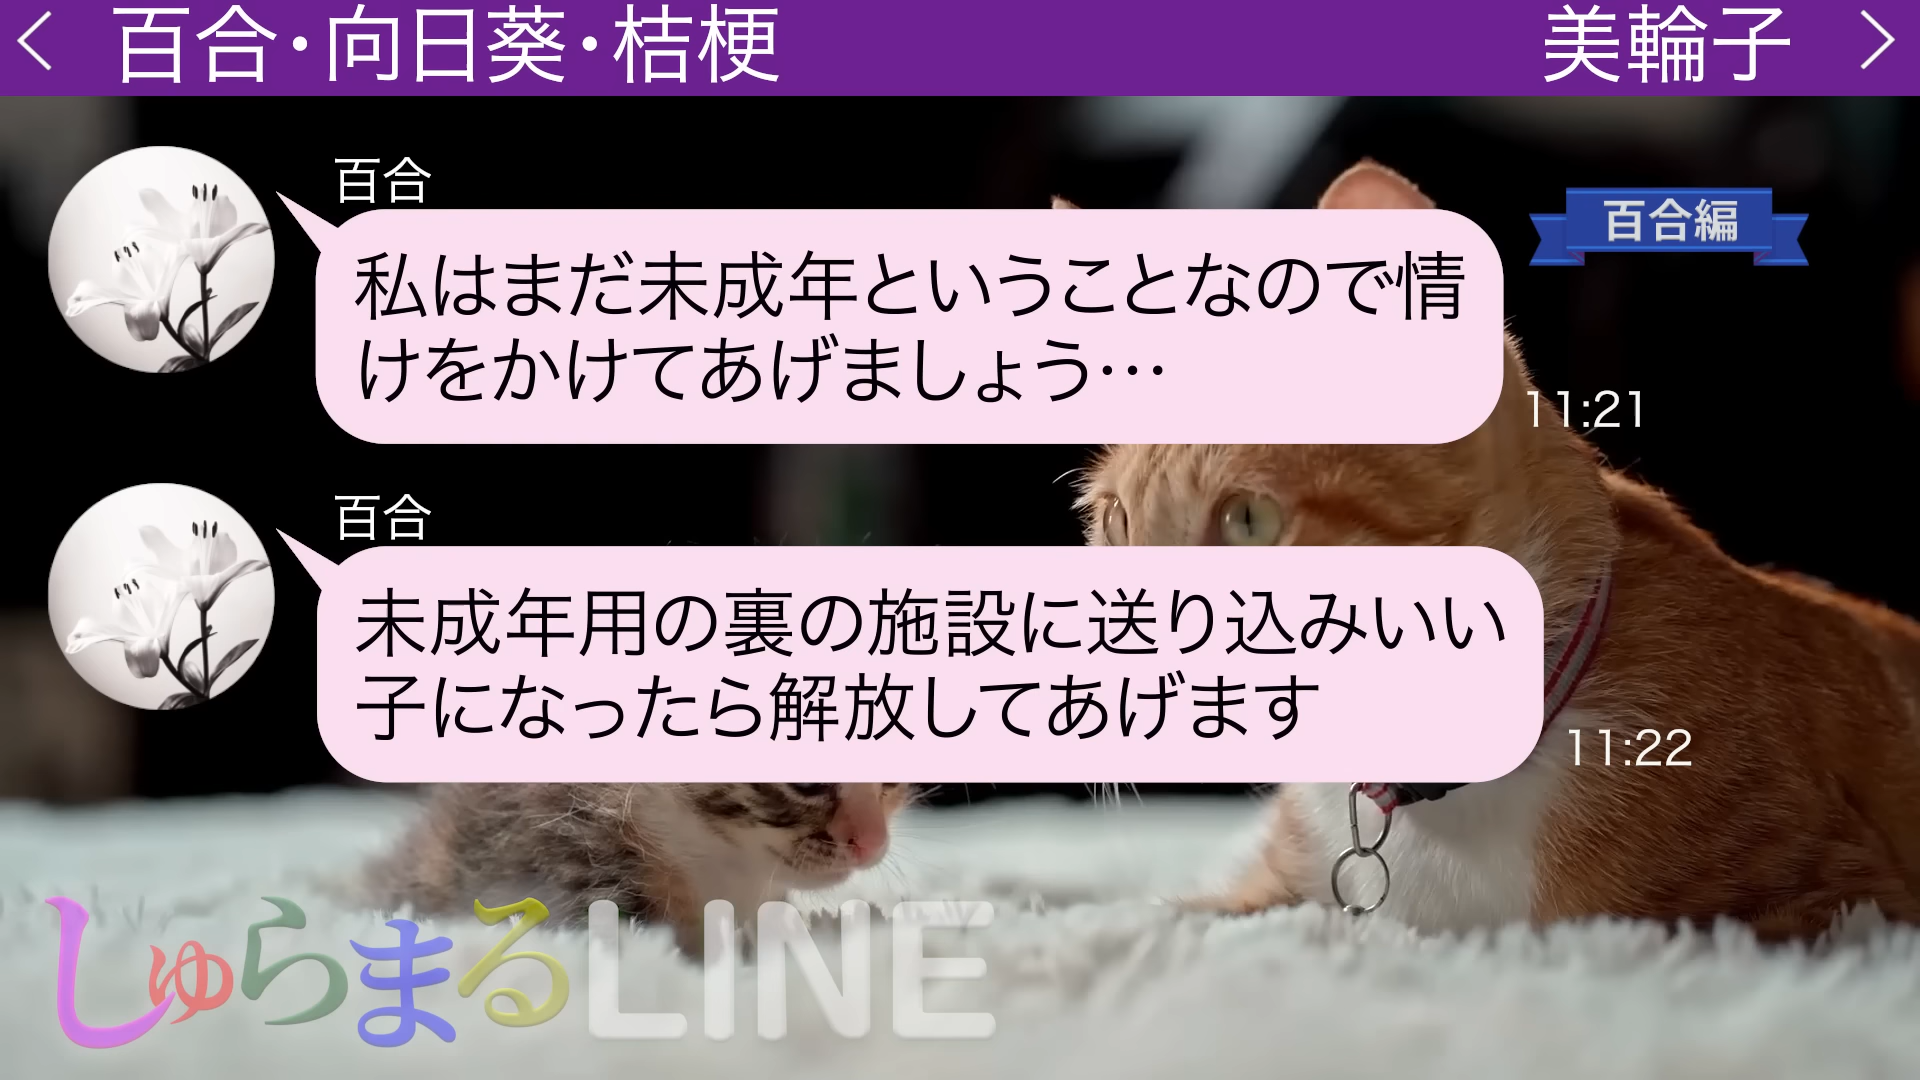 百合・向日葵・桔梗
美輪子
百合編
百合
私はまだ未成年ということなので情
けをかけてあげましょう…
11:21
百合
未成年用の裏の施設に送り込みいい
子になったら解放してあげます
11:22
しゅらまるLINE